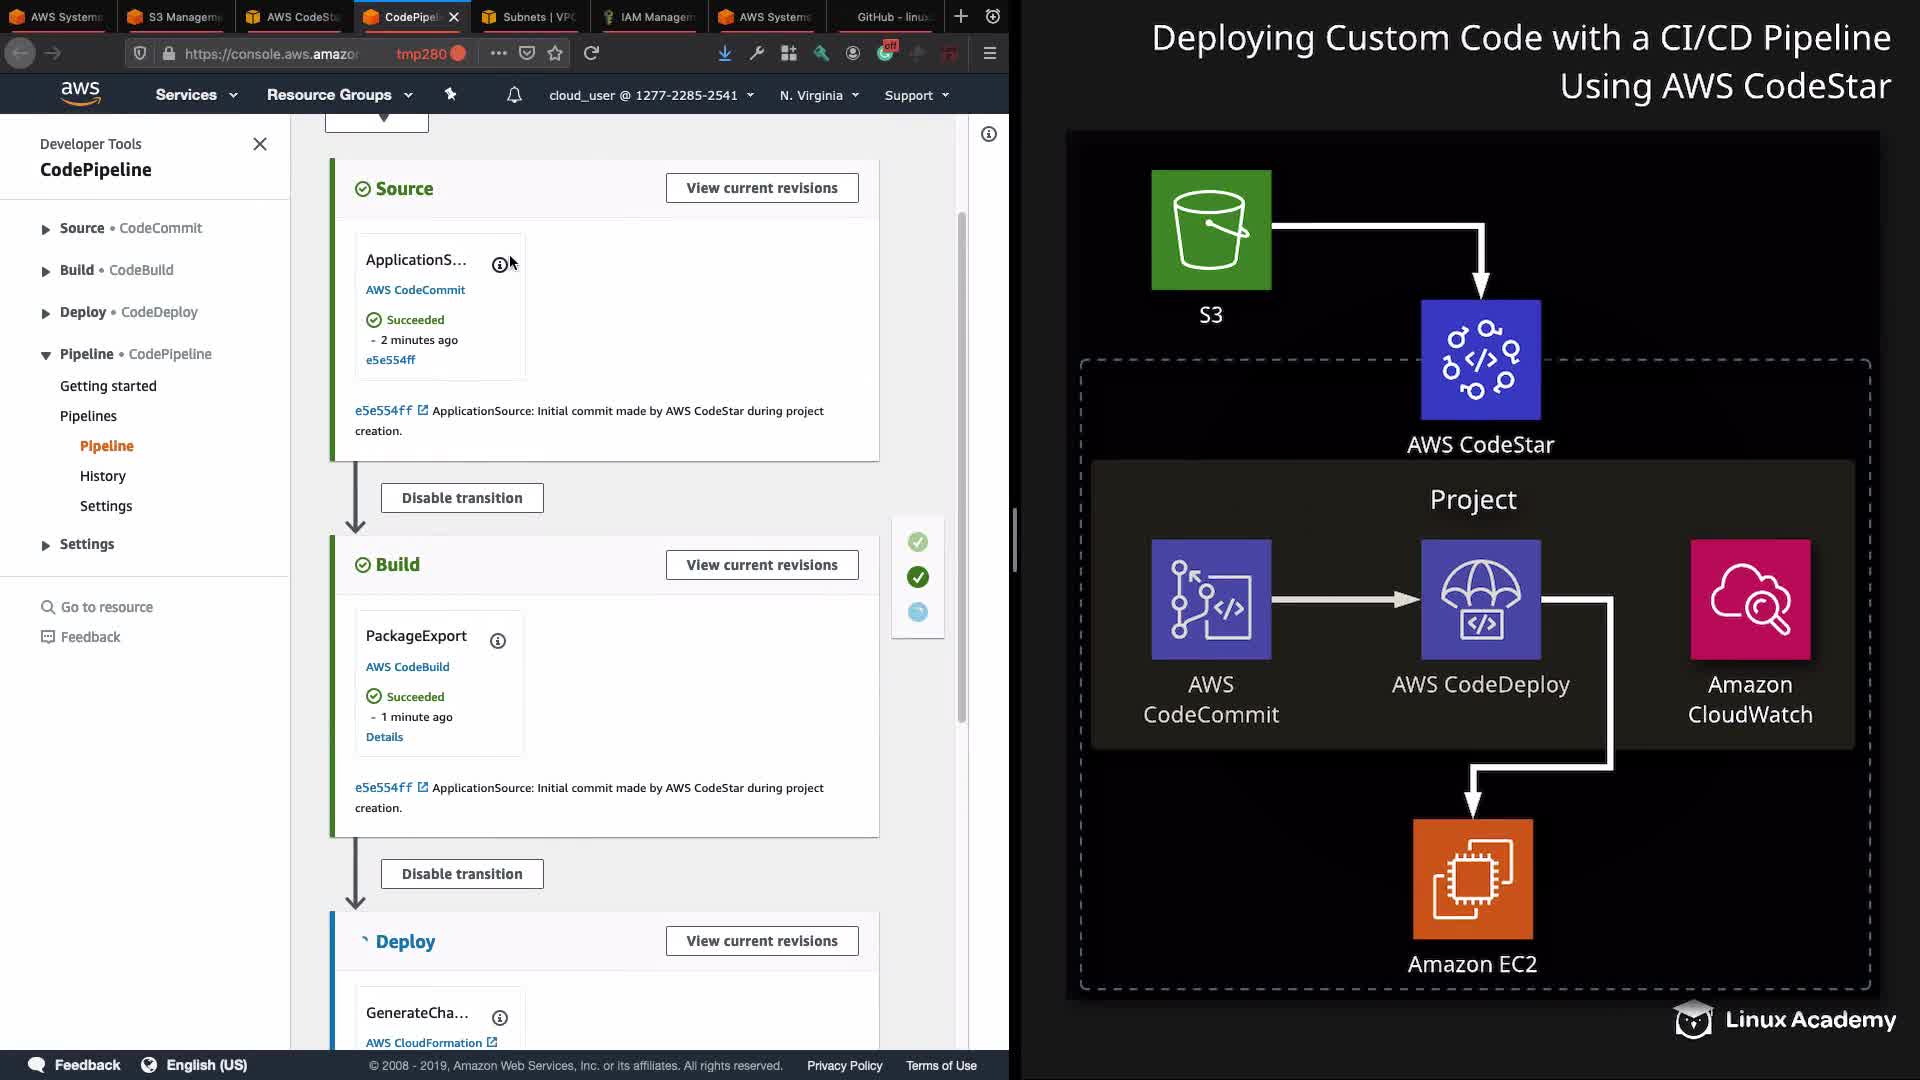 AWS System
S3 Manageme
AWS CodeSta
CodePipeli
Subnets | VPC
IAM Managem
AWS Systems
GitHub - linux
https://console.aws.amazon
tmp280
off
aws
Services
Resource Groups
cloud_user @ 1277-2285-2541
N. Virginia
Support
Developer Tools
CodePipeline
Source • CodeCommit
Build • CodeBuild
Deploy • CodeDeploy
Pipeline • CodePipeline
Getting started
Pipelines
Pipeline
History
Settings
Settings
Go to resource
Feedback
Source
View current revisions
ApplicationS...
AWS CodeCommit
Succeeded
- 2 minutes ago
e5e554ff
e5e554ff ApplicationSource: Initial commit made by AWS CodeStar during project
creation.
Disable transition
Build
View current revisions
PackageExport
AWS CodeBuild
Succeeded
- 1 minute ago
Details
e5e554ff ApplicationSource: Initial commit made by AWS CodeStar during project
creation.
Disable transition
Deploy
View current revisions
GenerateCha...
AWS CloudFormation
Feedback
English (US)
© 2008 - 2019, Amazon Web Services, Inc. or its affiliates. All rights reserved.
Privacy Policy
Terms of Use
Deploying Custom Code with a CI/CD Pipeline
Using AWS CodeStar
S3
</>
AWS CodeStar
Project
</>
</>
AWS
CodeCommit
AWS CodeDeploy
Amazon
CloudWatch
Amazon EC2
Linux Academy